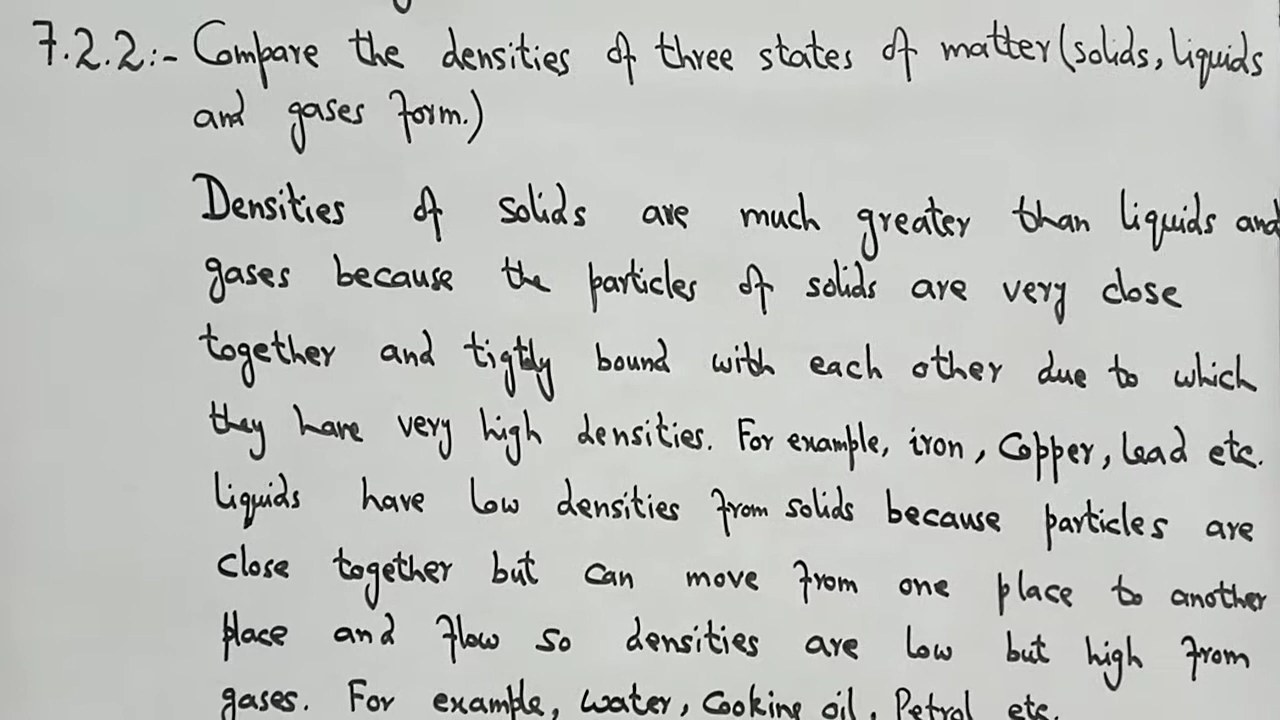 7.2.2:- Compare the densities of three states of matter(solids, liquids
and gases form.)
Densities of solids are much greater than liquids and
gases because the particles of solids are very close
together and tigtly bound with each other due to which
they have very high densities. For example, iron, Copper, Lead etc.
Liquids have low densities from solids because particles are
close together but can move from one place to another
place and flow so densities are low but high from
gases. For example, water, Cooking oil, Petrol etc.